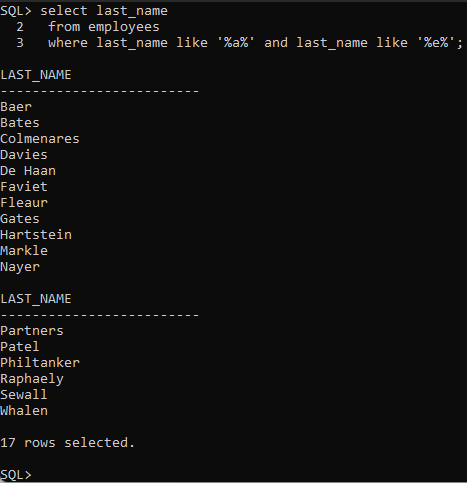 SQL> select last_name
  2   from employees
  3   where last_name like '%a%' and last_name like '%e%';
LAST_NAME
-------------------------
Baer
Bates
Colmenares
Davies
De Haan
Faviet
Fleaur
Gates
Hartstein
Markle
Nayer
LAST_NAME
-------------------------
Partners
Patel
Philtanker
Raphaely
Sewall
Whalen
17 rows selected.
SQL>